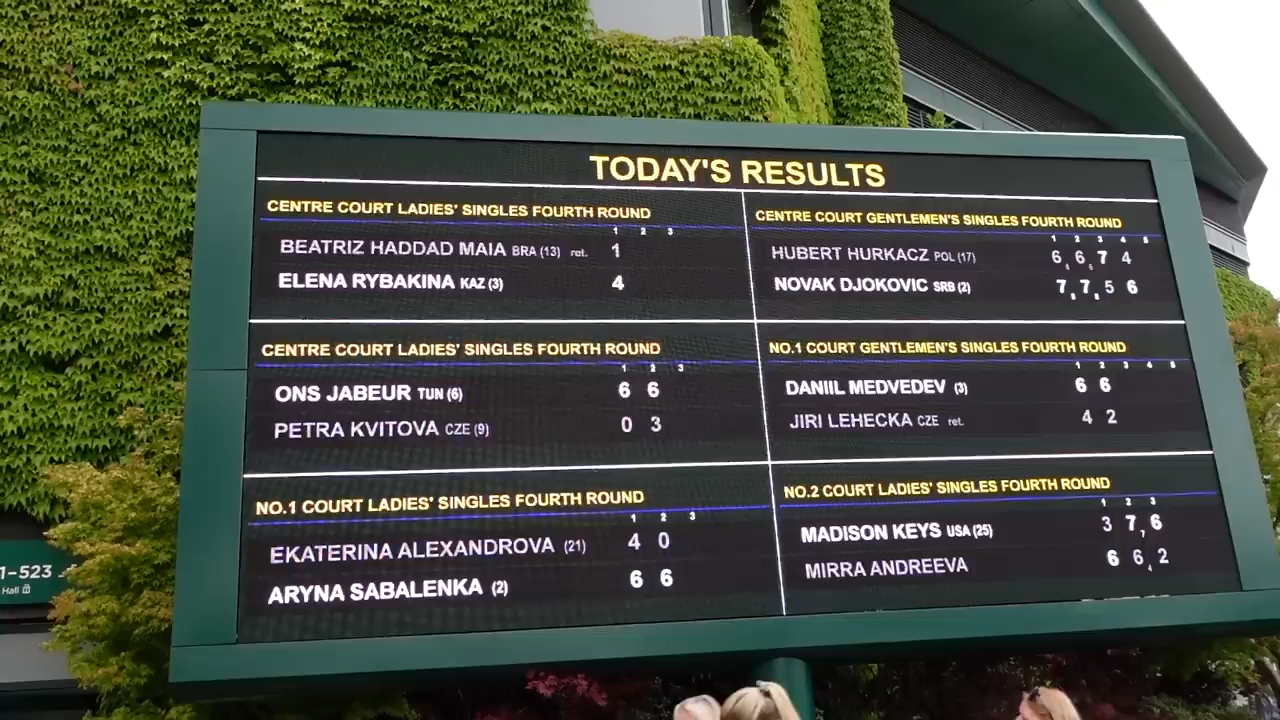 TODAY'S RESULTS
CENTRE COURT LADIES' SINGLES FOURTH ROUND
1 2 3
BEATRIZ HADDAD MAIA BRA (13) ret. 1
ELENA RYBAKINA KAZ (3) 4
CENTRE COURT LADIES' SINGLES FOURTH ROUND
1 2 3
ONS JABEUR TUN (6) 6 6
PETRA KVITOVA CZE (9) 0 3
NO.1 COURT LADIES' SINGLES FOURTH ROUND
1 2 3
EKATERINA ALEXANDROVA (21) 4 0
ARYNA SABALENKA (2) 6 6
CENTRE COURT GENTLEMEN'S SINGLES FOURTH ROUND
1 2 3 4 5
HUBERT HURKACZ POL (17) 6 6 7 4
NOVAK DJOKOVIC SRB (2) 7 7 5 6
NO.1 COURT GENTLEMEN'S SINGLES FOURTH ROUND
1 2 3 4 5
DANIIL MEDVEDEV (3) 6 6
JIRI LEHECKA CZE ret. 4 2
NO.2 COURT LADIES' SINGLES FOURTH ROUND
1 2 3
MADISON KEYS USA (25) 3 7 6
MIRRA ANDREEVA 6 6 2
1-523
Hall